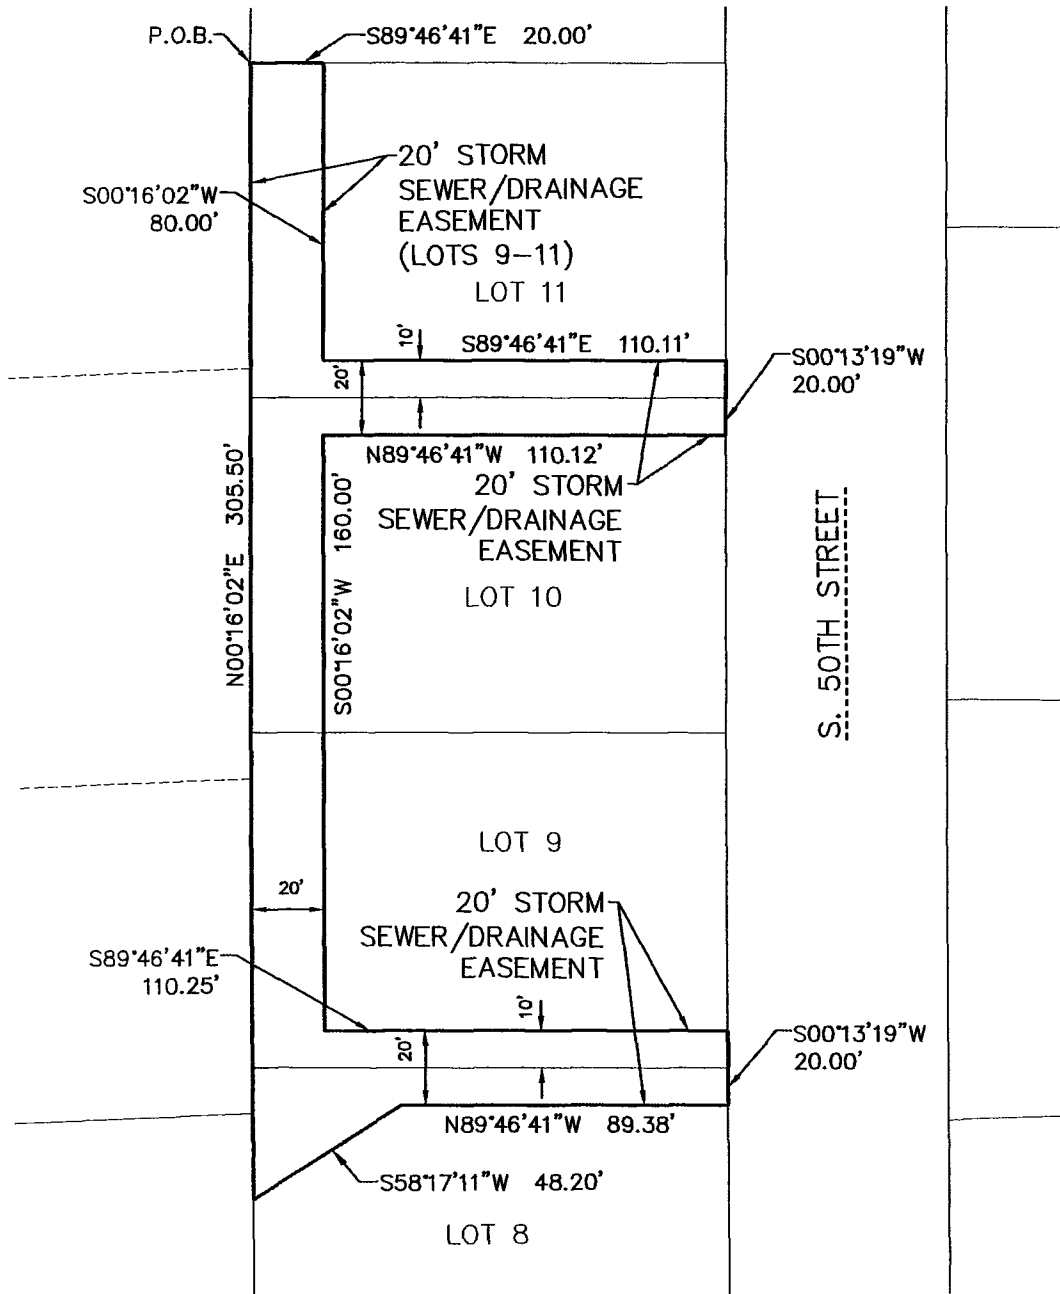 P.O.B.
S89°46'41"E 20.00'
20' STORM
SEWER/DRAINAGE
EASEMENT
(LOTS 9-11)
S00°16'02"W
80.00'
LOT 11
10'
S89°46'41"E 110.11'
S00°13'19"W
20.00'
20'
N89°46'41"W 110.12'
20' STORM
SEWER/DRAINAGE
EASEMENT
N00°16'02"E 305.50'
S00°16'02"W 160.00'
LOT 10
S. 50TH STREET
LOT 9
20'
20' STORM
SEWER/DRAINAGE
EASEMENT
S89°46'41"E
110.25'
10'
20'
S00°13'19"W
20.00'
N89°46'41"W 89.38'
S58°17'11"W 48.20'
LOT 8